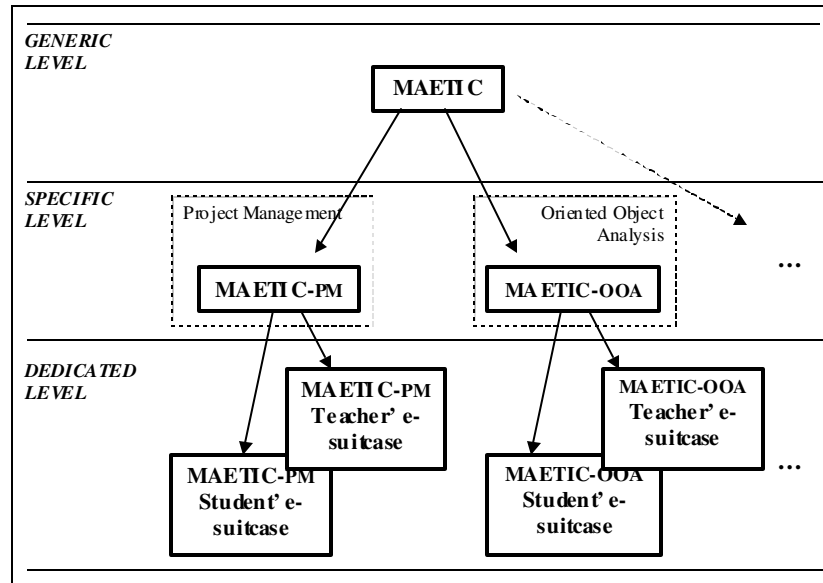 GENERIC
LEVEL
MAETIC
SPECIFIC
LEVEL
Project Management
Oriented Object
Analysis
...
MAETIC-PM
MAETIC-OOA
DEDICATED
LEVEL
MAETIC-PM
Teacher' e-
suitcase
MAETIC-OOA
Teacher' e-
suitcase
MAETIC-PM
Student' e-
suitcase
MAETIC-OOA
Student' e-
suitcase
...